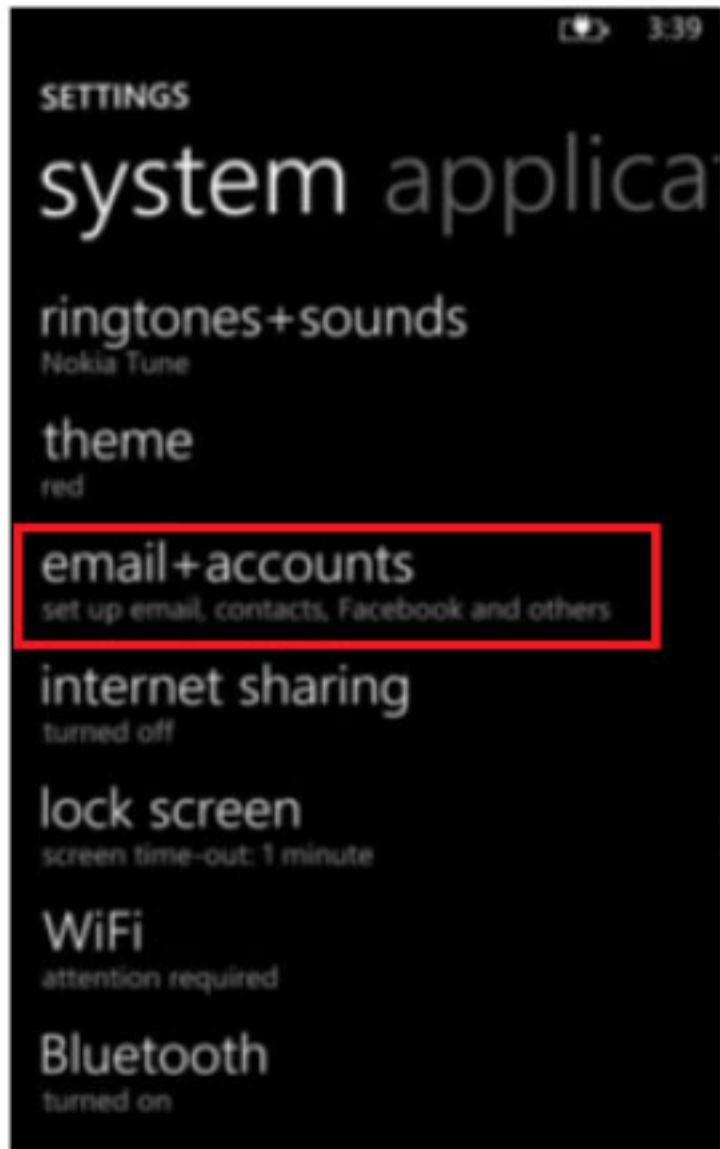 3:39
SETTINGS
system applica
ringtones+sounds
Nokia Tune
theme
red
email+accounts
set up email, contacts, Facebook and others
internet sharing
turned off
lock screen
screen time-out: 1 minute
WiFi
attention required
Bluetooth
turned on